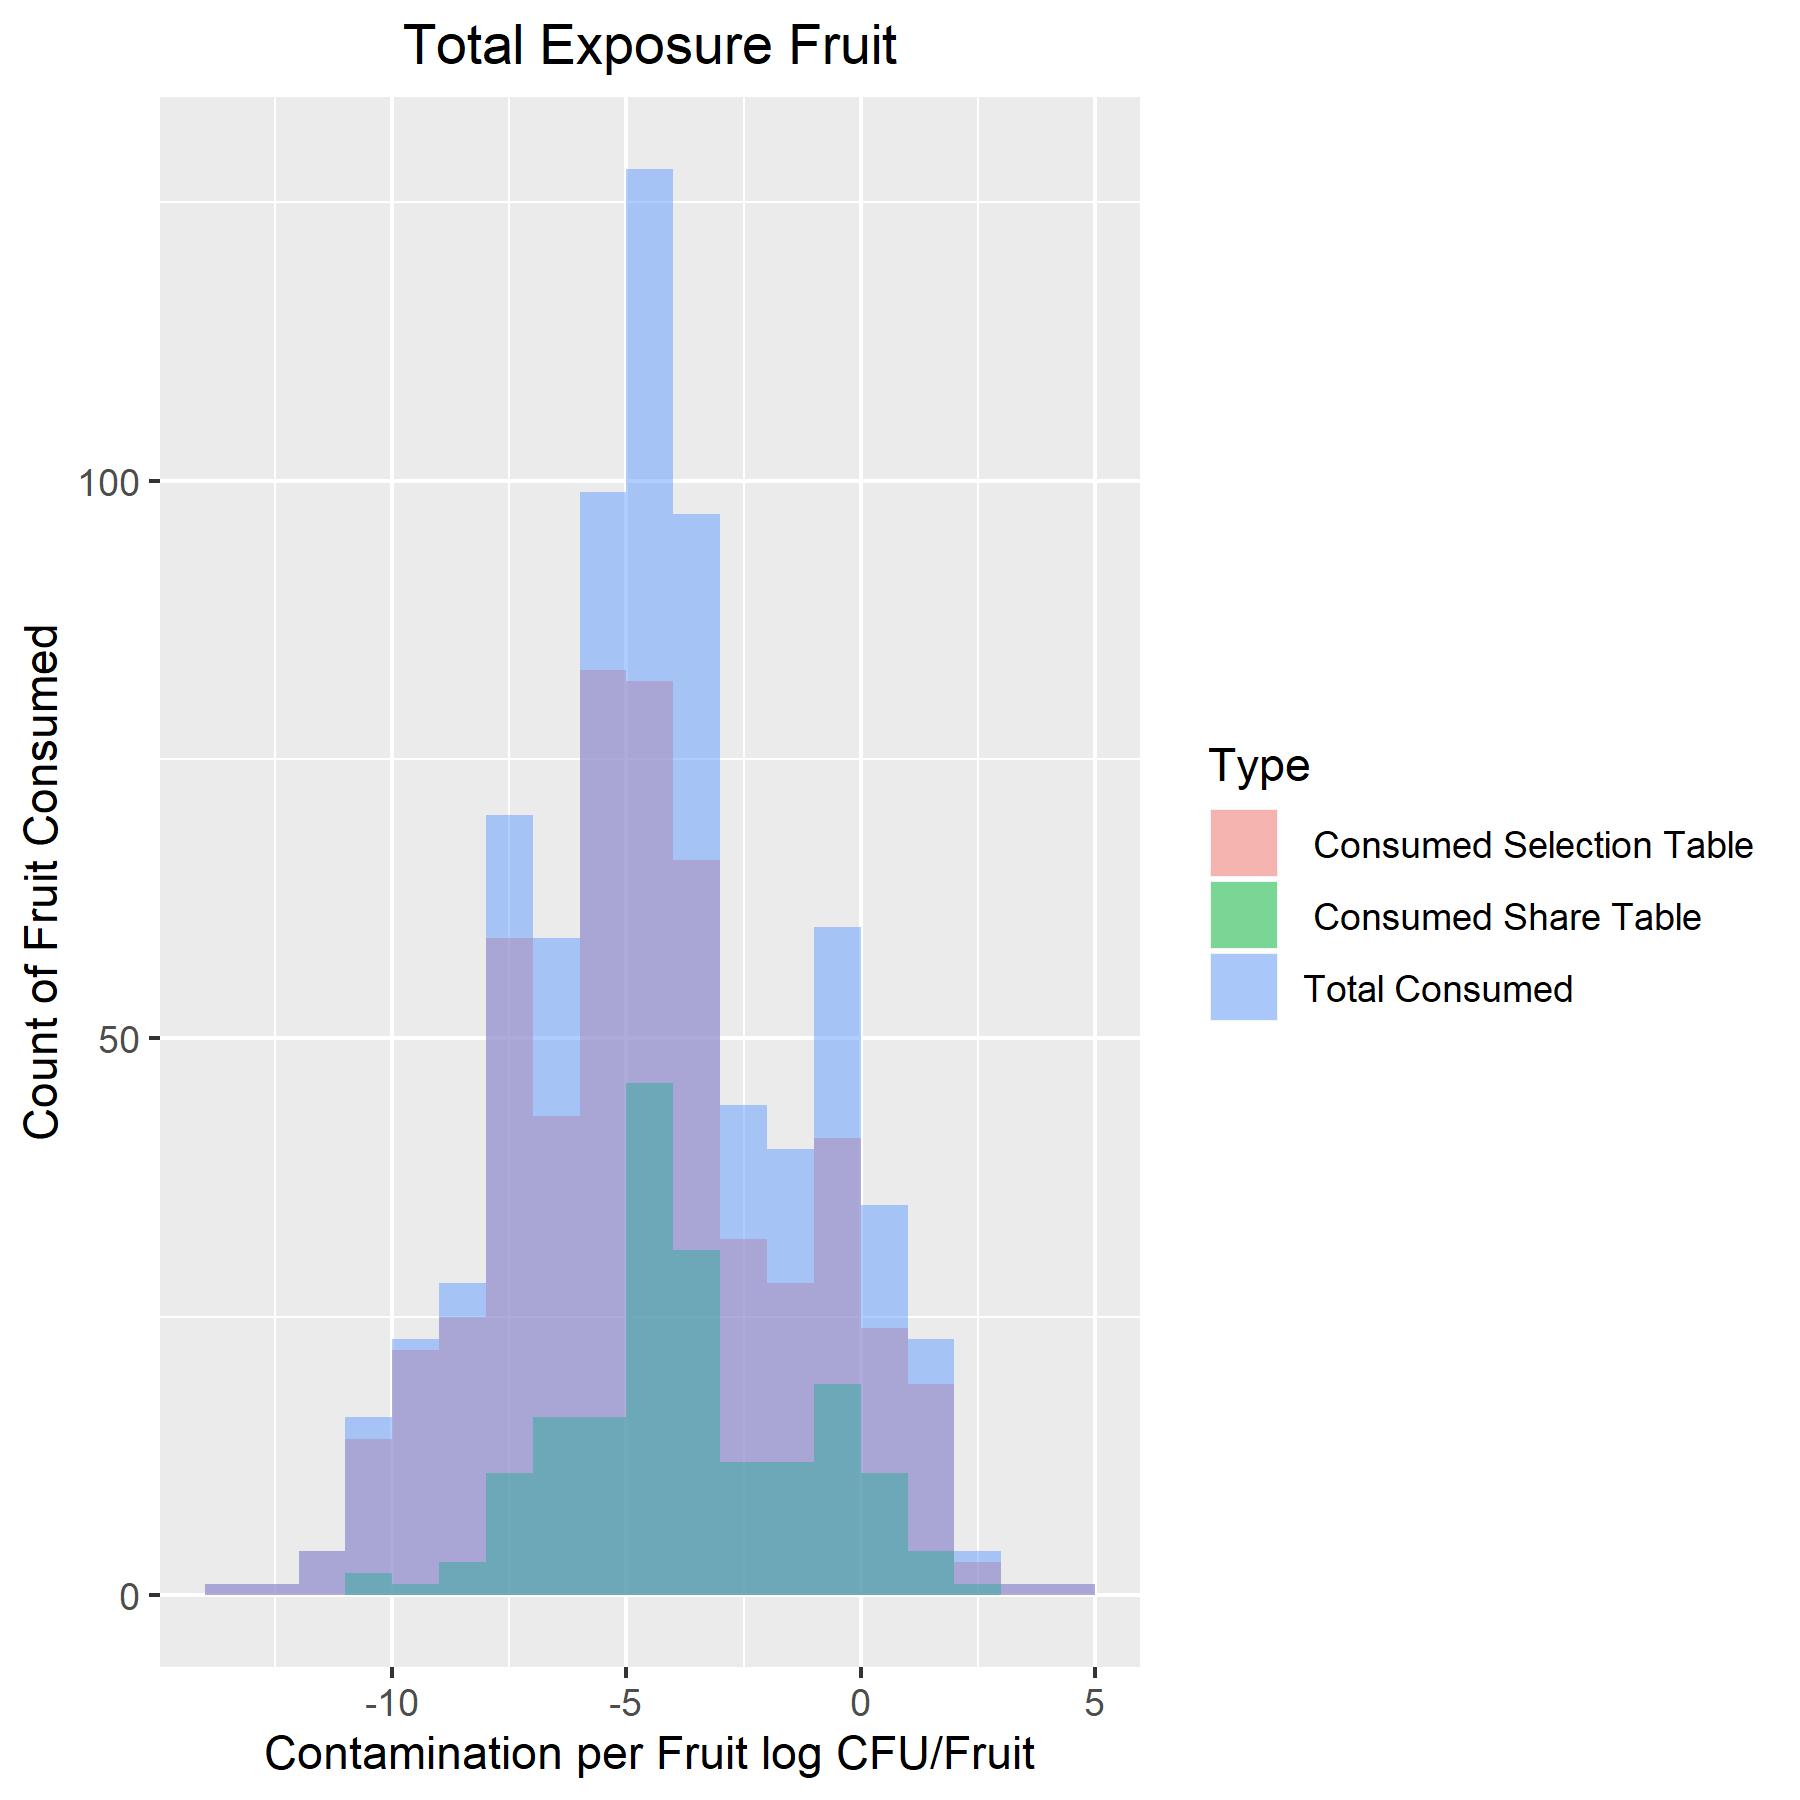 Total Exposure Fruit
100
50
0
Count of Fruit Consumed
-10 -5 0 5
Contamination per Fruit log CFU/Fruit
Type
Consumed Selection Table
Consumed Share Table
Total Consumed